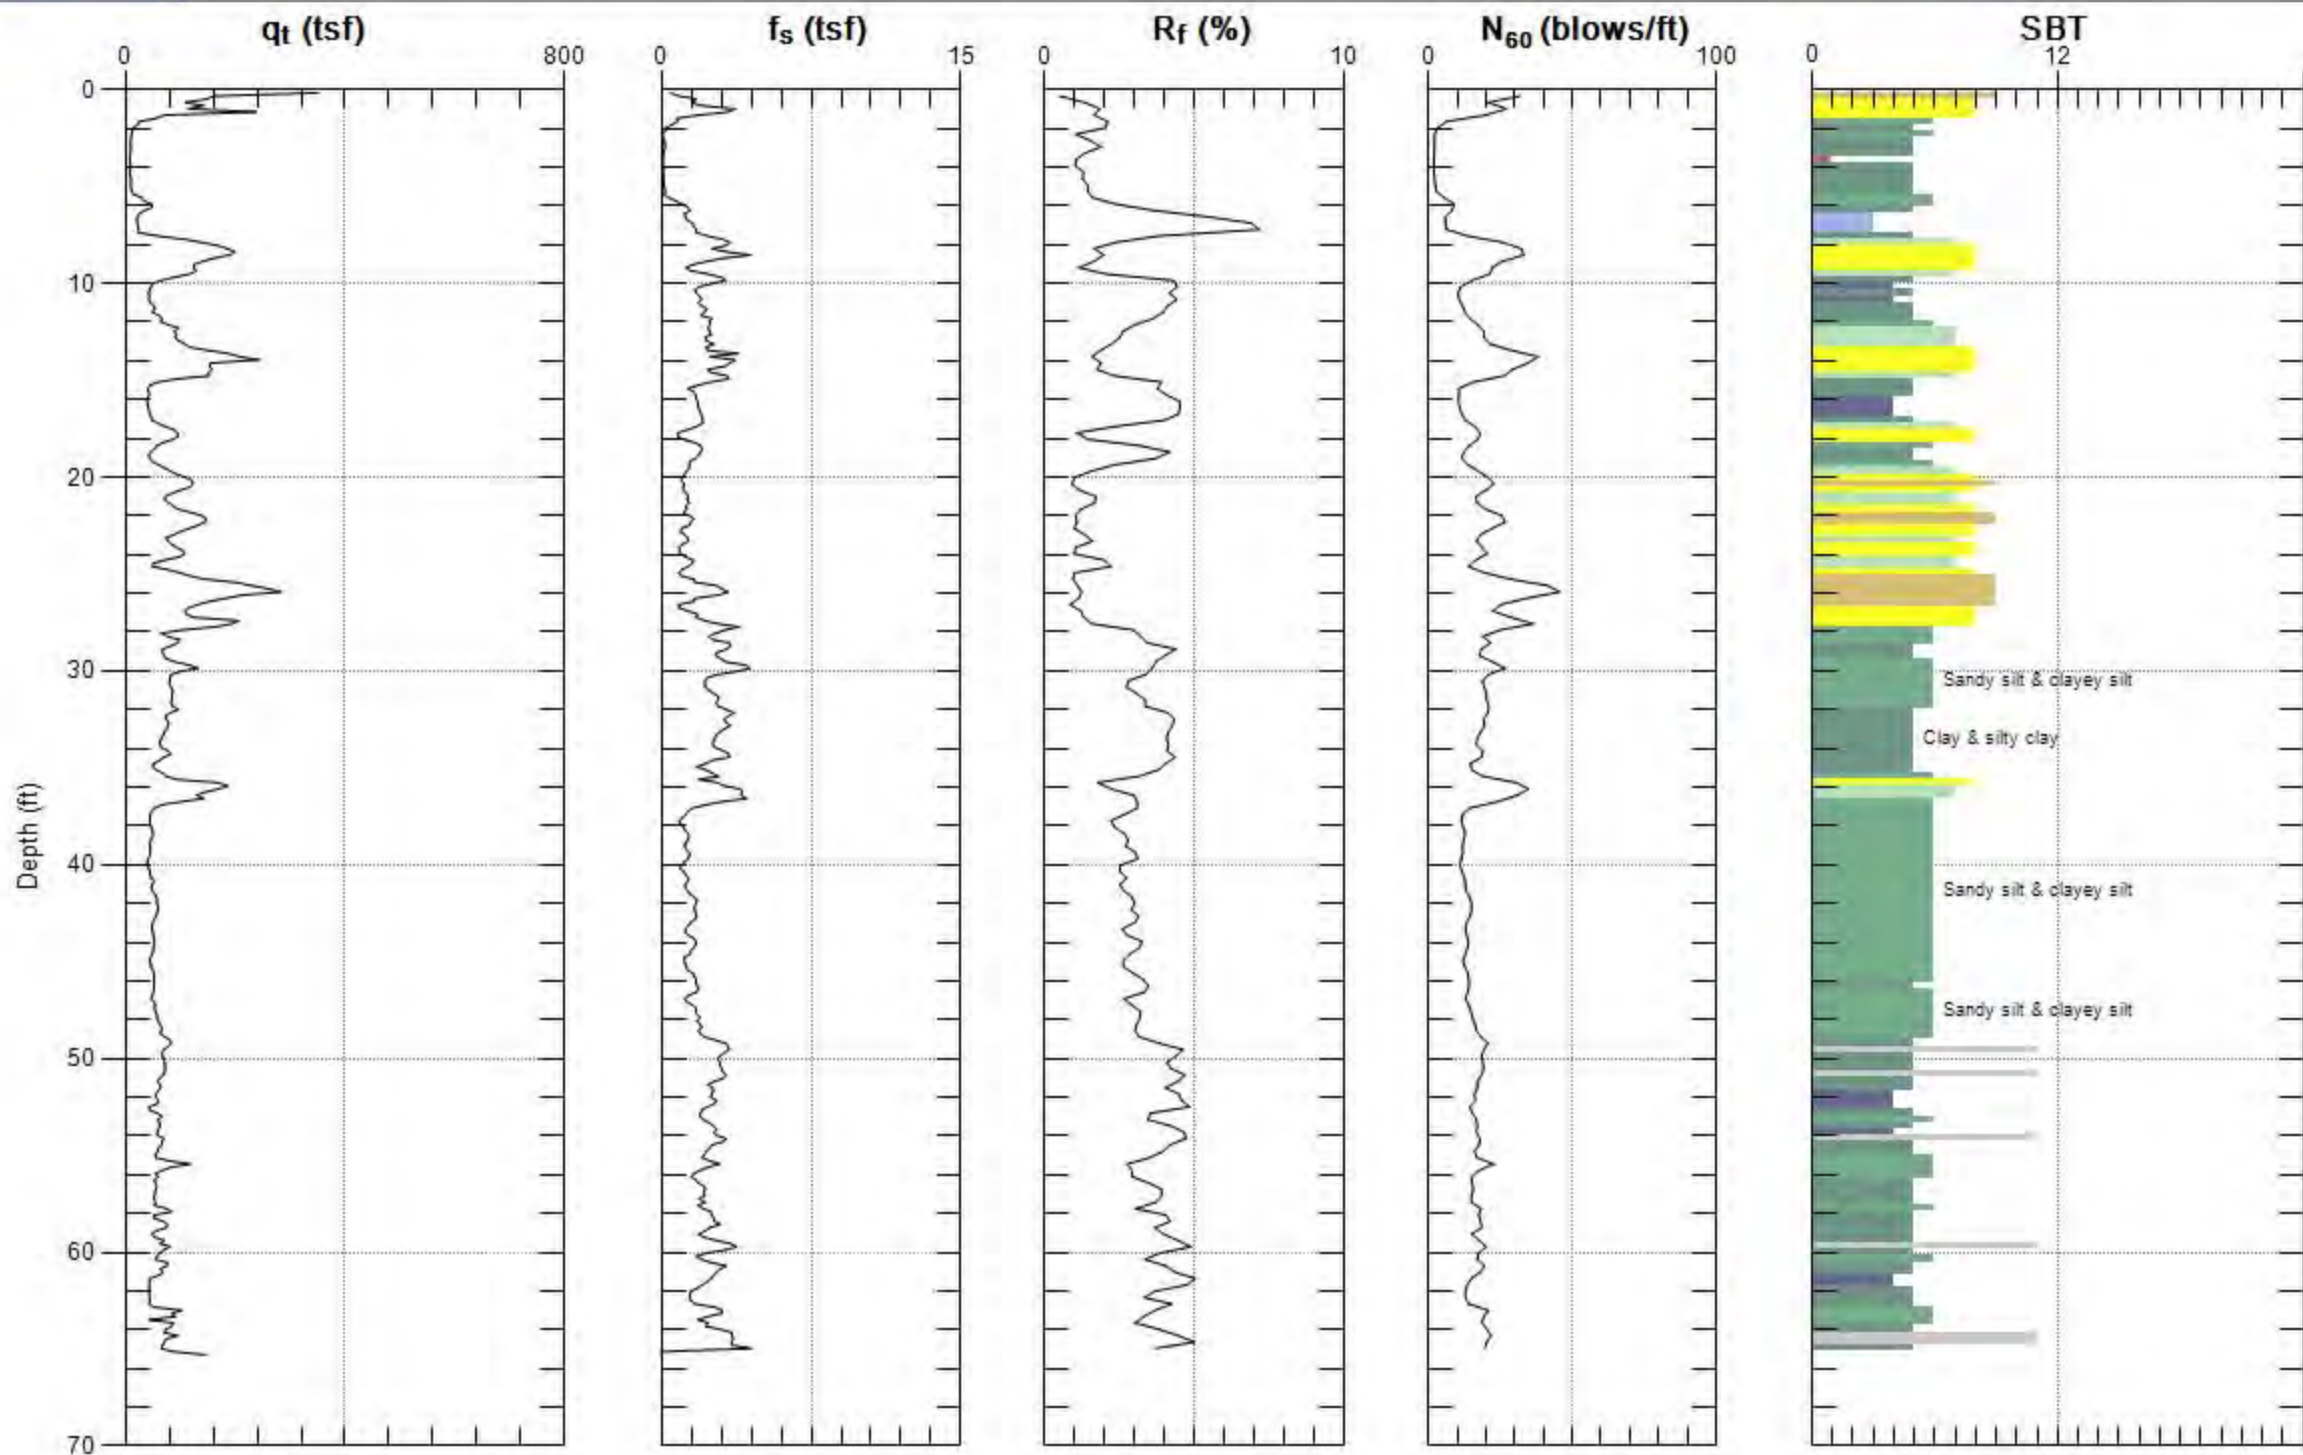 qt (tsf) fs (tsf) Rf (%) N60 (blows/ft) SBT
0 800 0 15 0 10 0 100 0 12
0
10
20
30
Sandy silt & clayey silt
Clay & silty clay
Depth (ft)
40
Sandy silt & clayey silt
Sandy silt & clayey silt
50
60
70